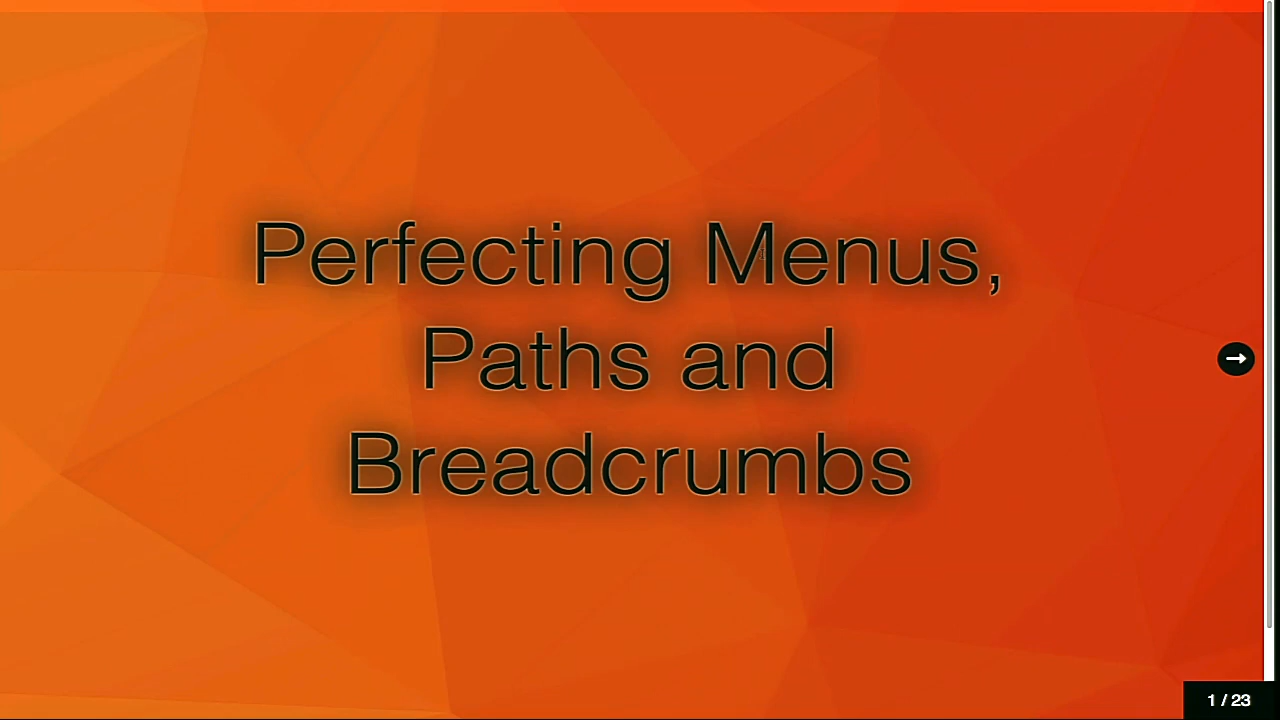 Perfecting Menus,
Paths and
Breadcrumbs
1 / 23